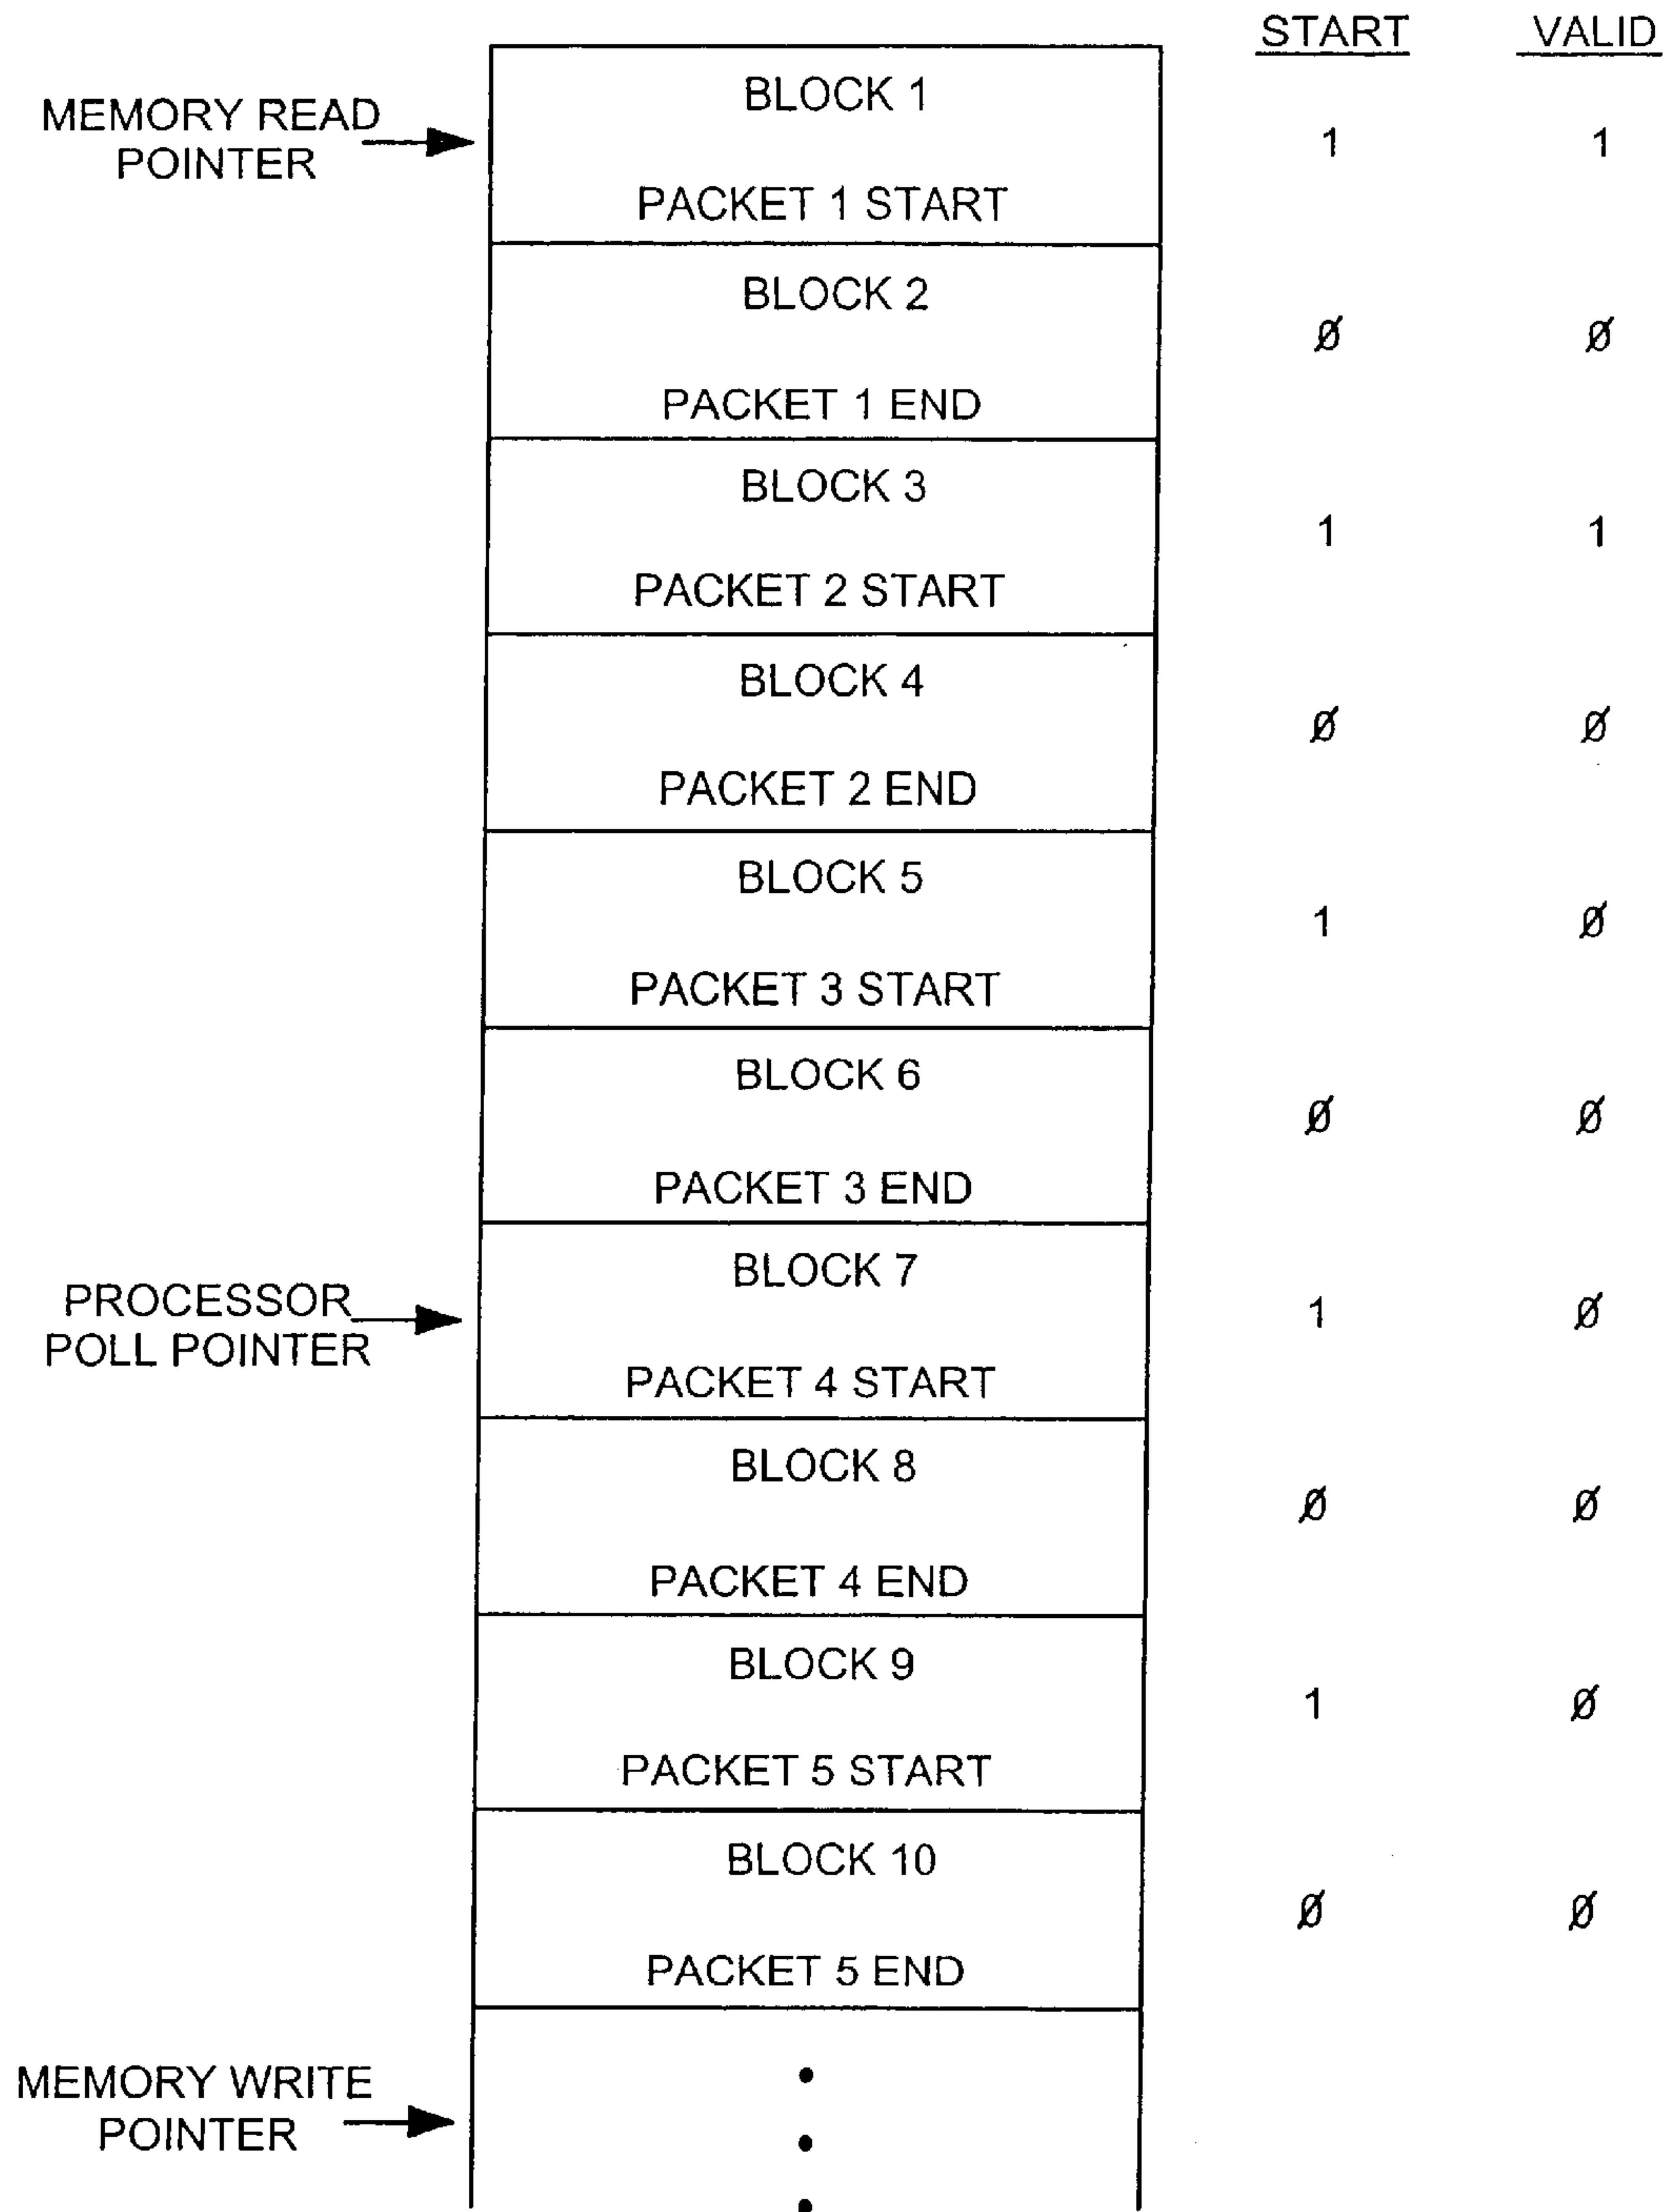 START VALID
BLOCK 1
MEMORY READ
POINTER
1 1
PACKET 1 START
BLOCK 2
Ø Ø
PACKET 1 END
BLOCK 3
1 1
PACKET 2 START
BLOCK 4
Ø Ø
PACKET 2 END
BLOCK 5
1 Ø
PACKET 3 START
BLOCK 6
Ø Ø
PACKET 3 END
BLOCK 7
PROCESSOR
POLL POINTER
1 Ø
PACKET 4 START
BLOCK 8
Ø Ø
PACKET 4 END
BLOCK 9
1 Ø
PACKET 5 START
BLOCK 10
Ø Ø
PACKET 5 END
MEMORY WRITE
POINTER